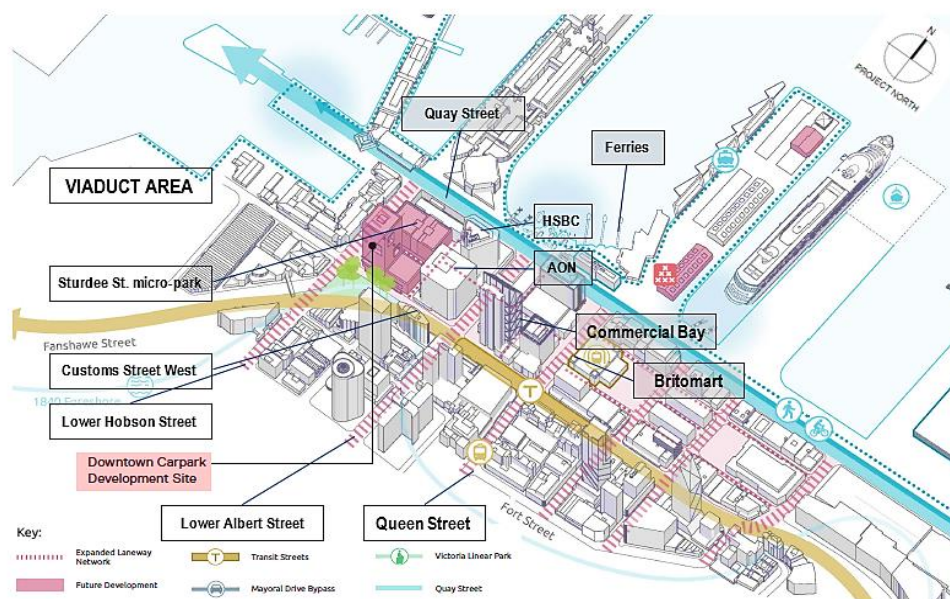 N
PROJECT NORTH
Quay Street
Ferries
VIADUCT AREA
HSBC
AON
Sturdee St. micro-park
Commercial Bay
Fanshawe Street
Customs Street West
Britomart
1840 Foreshore
Lower Hobson Street
T
Downtown Carpark
Development Site
Lower Albert Street
Queen Street
Fort Street
Key:
Expanded Laneway
Network
T
Transit Streets
Victoria Linear Park
Future Development
Mayoral Drive Bypass
Quay Street